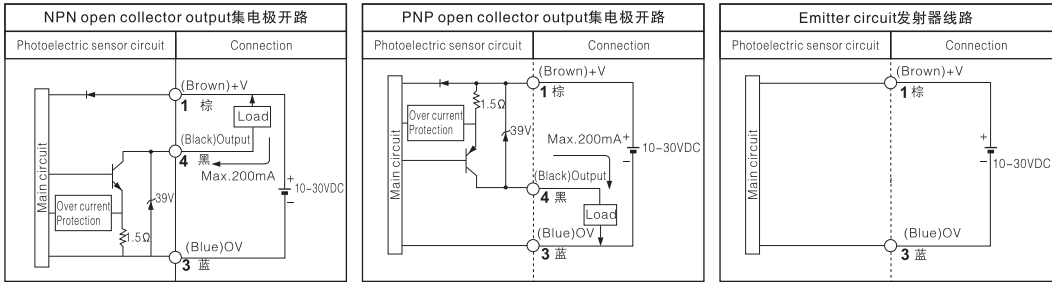 NPN open collector output集电极开路
Photoelectric sensor circuit
Connection
Main circuit
(Brown)+V
1 棕
Load
(Black)Output
4 黑
Max.200mA
39V
Over current
Protection
1.5Ω
+
10-30VDC
−
(Blue)OV
3 蓝
PNP open collector output集电极开路
Photoelectric sensor circuit
Connection
Main circuit
(Brown)+V
1 棕
1.5Ω
Over current
Protection
39V
Max.200mA
+
10-30VDC
−
(Black)Output
4 黑
Load
(Blue)OV
3 蓝
Emitter circuit发射器线路
Photoelectric sensor circuit
Connection
Main circuit
(Brown)+V
1 棕
+
10-30VDC
−
(Blue)OV
3 蓝